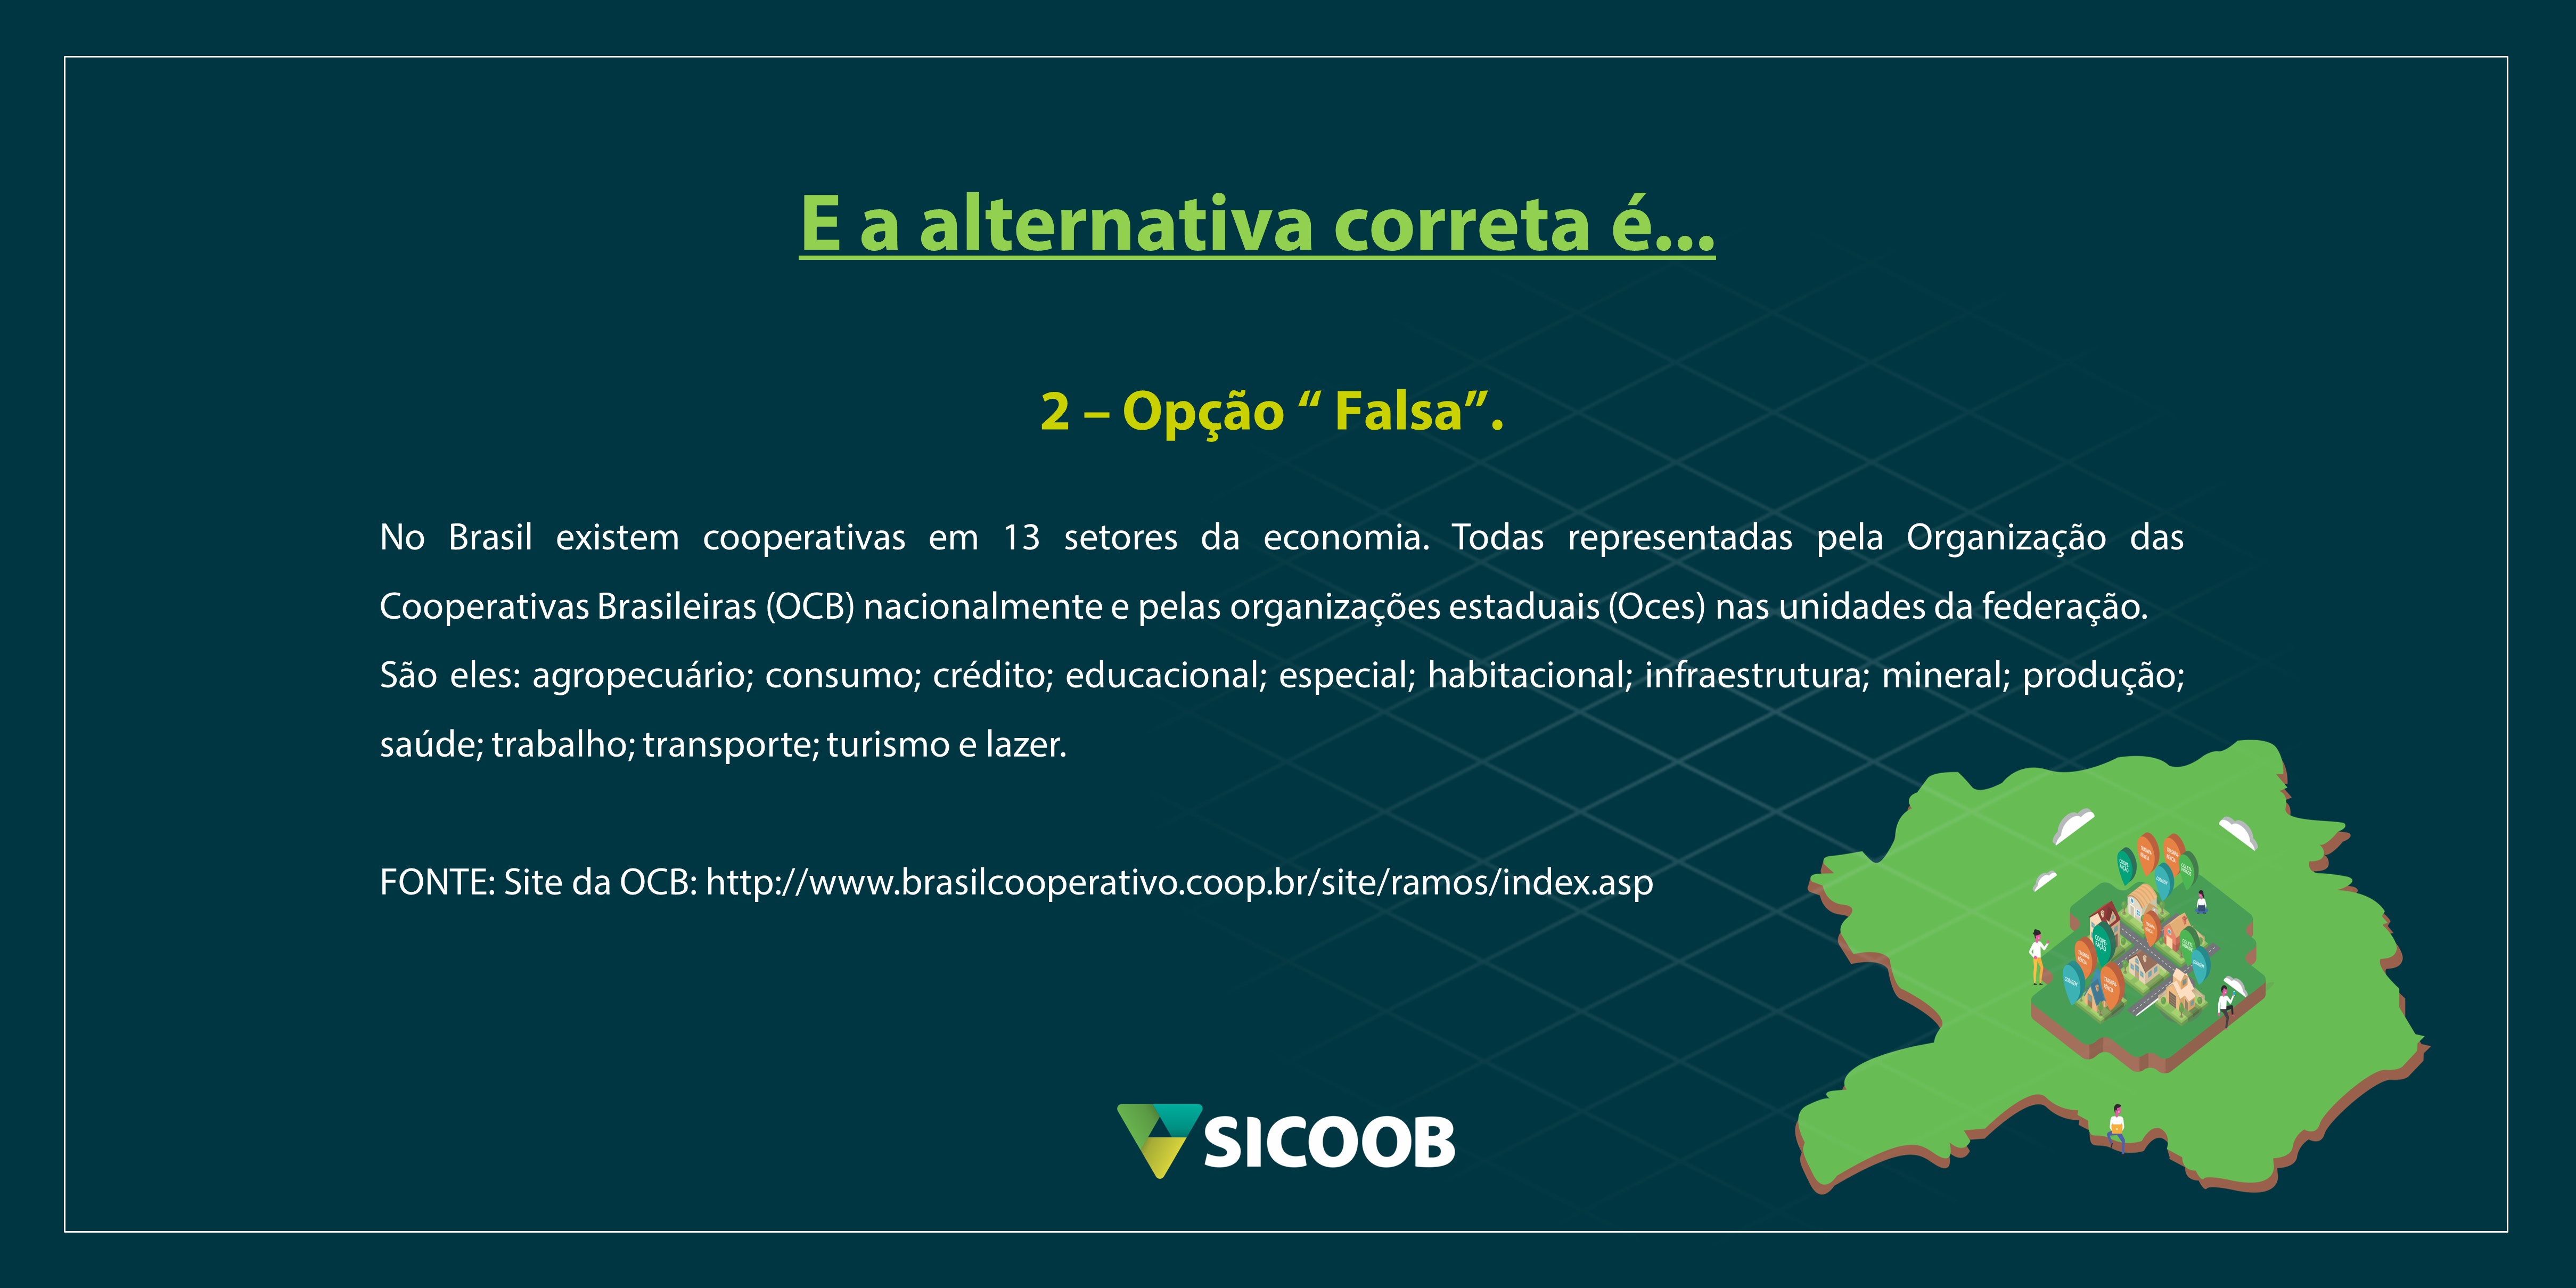 E a alternativa correta é...
2 – Opção “ Falsa”.
No Brasil existem cooperativas em 13 setores da economia. Todas representadas pela Organização das
Cooperativas Brasileiras (OCB) nacionalmente e pelas organizações estaduais (Oces) nas unidades da federação.
São eles: agropecuário; consumo; crédito; educacional; especial; habitacional; infraestrutura; mineral; produção;
saúde; trabalho; transporte; turismo e lazer.
FONTE: Site da OCB: http://www.brasilcooperativo.coop.br/site/ramos/index.asp
SICOOB